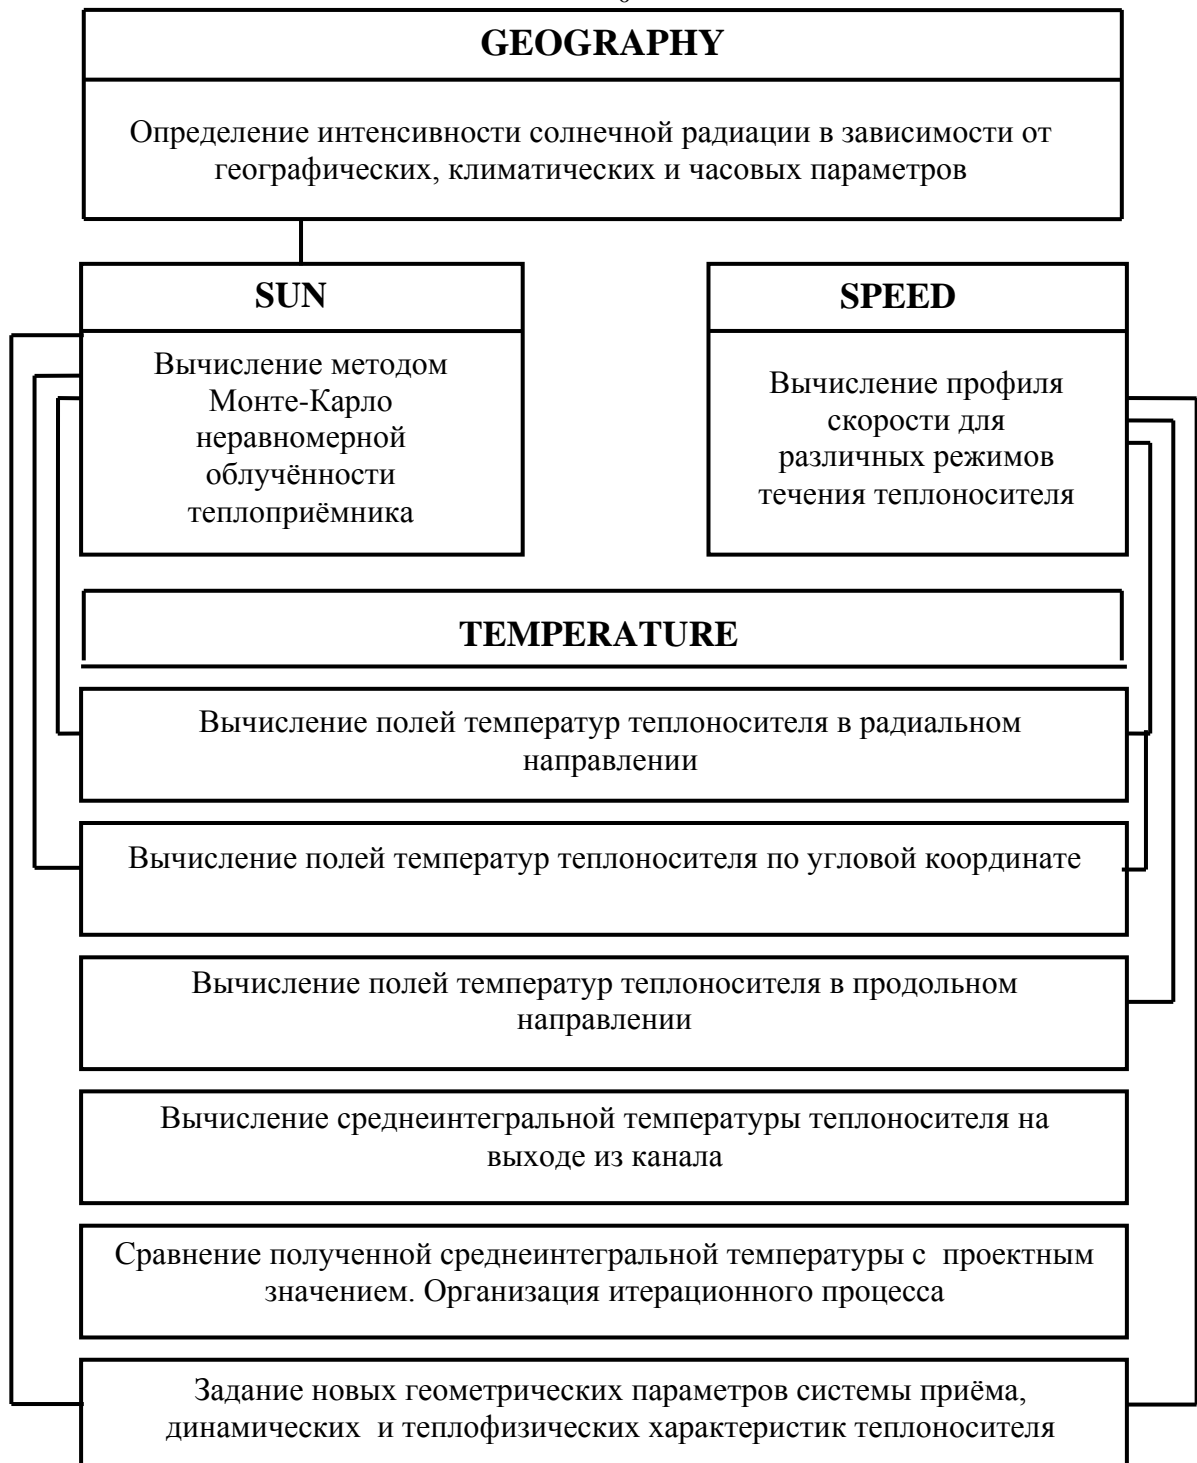 GEOGRAPHY
Определение интенсивности солнечной радиации в зависимости от
географических, климатических и часовых параметров
SUN
Вычисление методом
Монте-Карло
неравномерной
облучённости
теплоприёмника
SPEED
Вычисление профиля
скорости для
различных режимов
течения теплоносителя
TEMPERATURE
Вычисление полей температур теплоносителя в радиальном
направлении
Вычисление полей температур теплоносителя по угловой координате
Вычисление полей температур теплоносителя в продольном
направлении
Вычисление среднеинтегральной температуры теплоносителя на
выходе из канала
Сравнение полученной среднеинтегральной температуры с проектным
значением. Организация итерационного процесса
Задание новых геометрических параметров системы приёма,
динамических и теплофизических характеристик теплоносителя